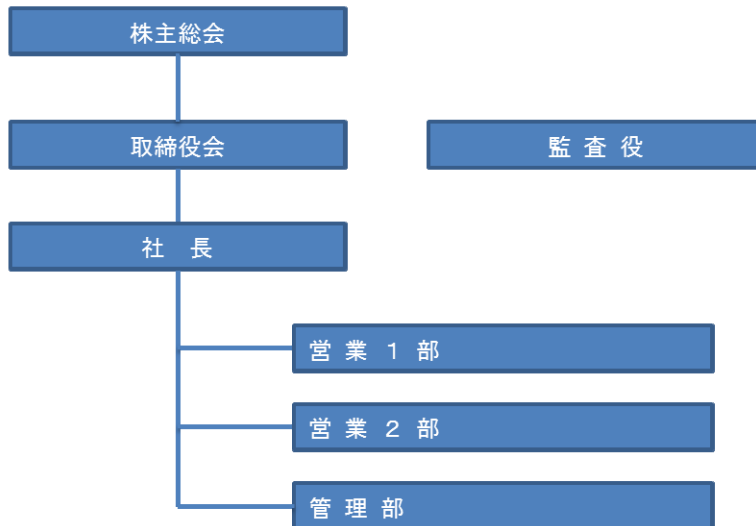 株主総会
取締役会
監 査 役
社 長
営 業 １ 部
営 業 ２ 部
管 理 部